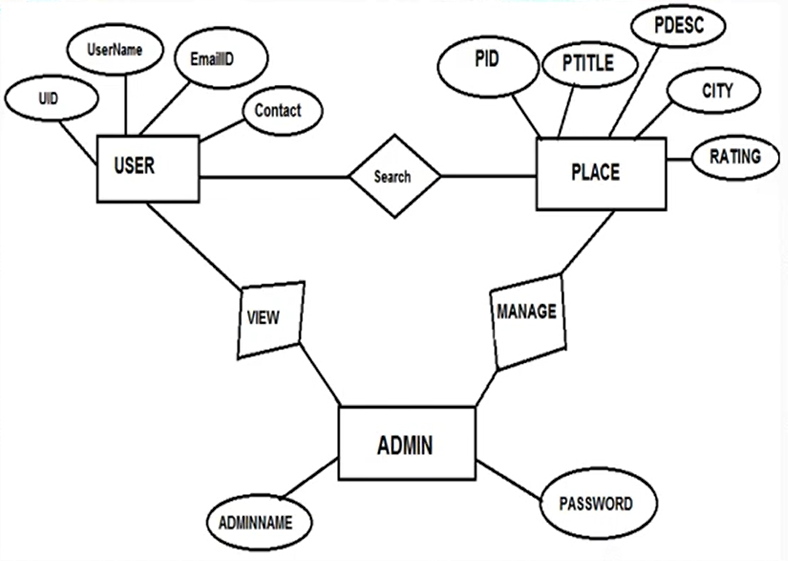 UserName
EmailID
UID
Contact
USER
PID
PTITLE
PDESC
CITY
RATING
PLACE
Search
VIEW
MANAGE
ADMIN
ADMINNAME
PASSWORD